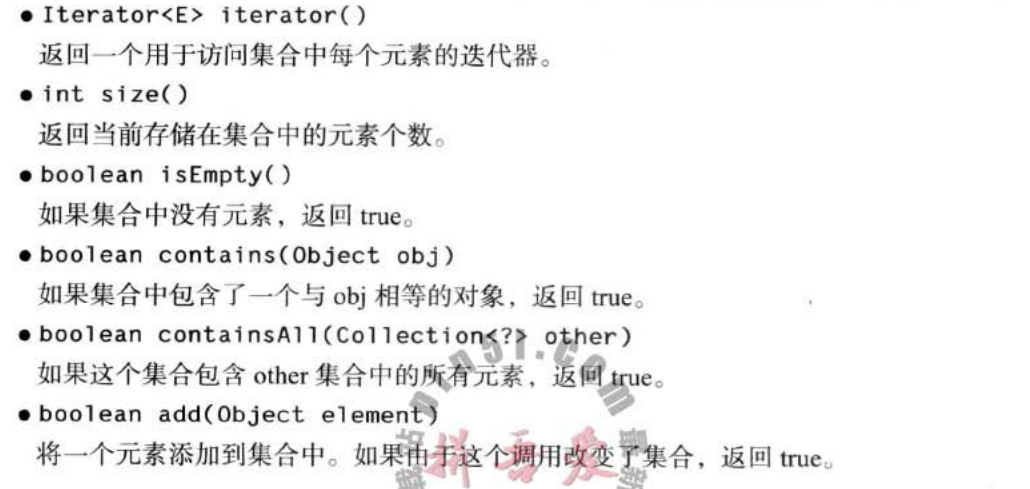 ● Iterator<E> iterator()
返回一个用于访问集合中每个元素的迭代器。
● int size()
返回当前存储在集合中的元素个数。
● boolean isEmpty()
如果集合中没有元素，返回 true。
● boolean contains(Object obj)
如果集合中包含了一个与 obj 相等的对象，返回 true。
● boolean containsAll(Collection<?> other)
如果这个集合包含 other 集合中的所有元素，返回 true。
● boolean add(Object element)
将一个元素添加到集合中。如果由于这个调用改变了集合，返回 true。